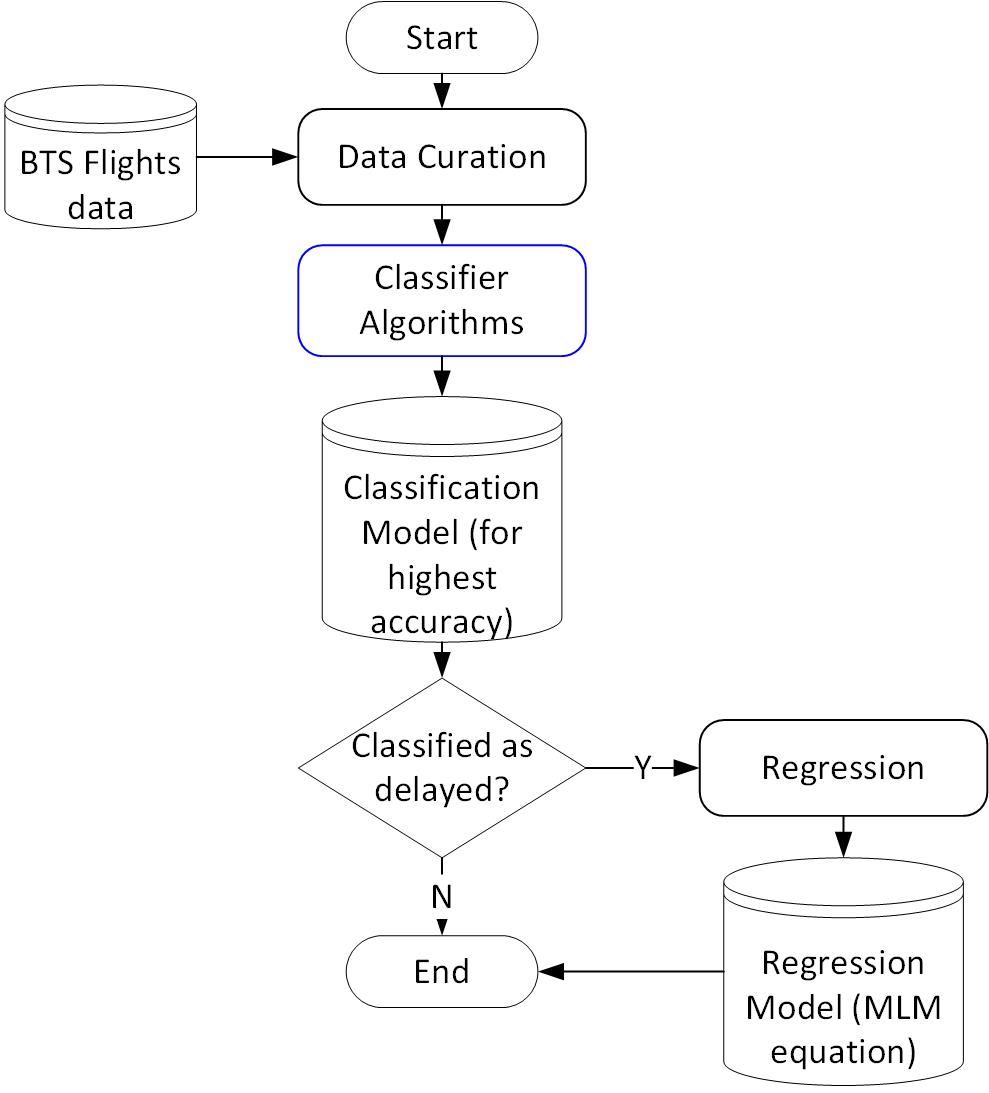 Start
BTS Flights
data
Data Curation
Classifier
Algorithms
Classification
Model (for
highest
accuracy)
Classified as
delayed?
Y
Regression
N
End
Regression
Model (MLM
equation)